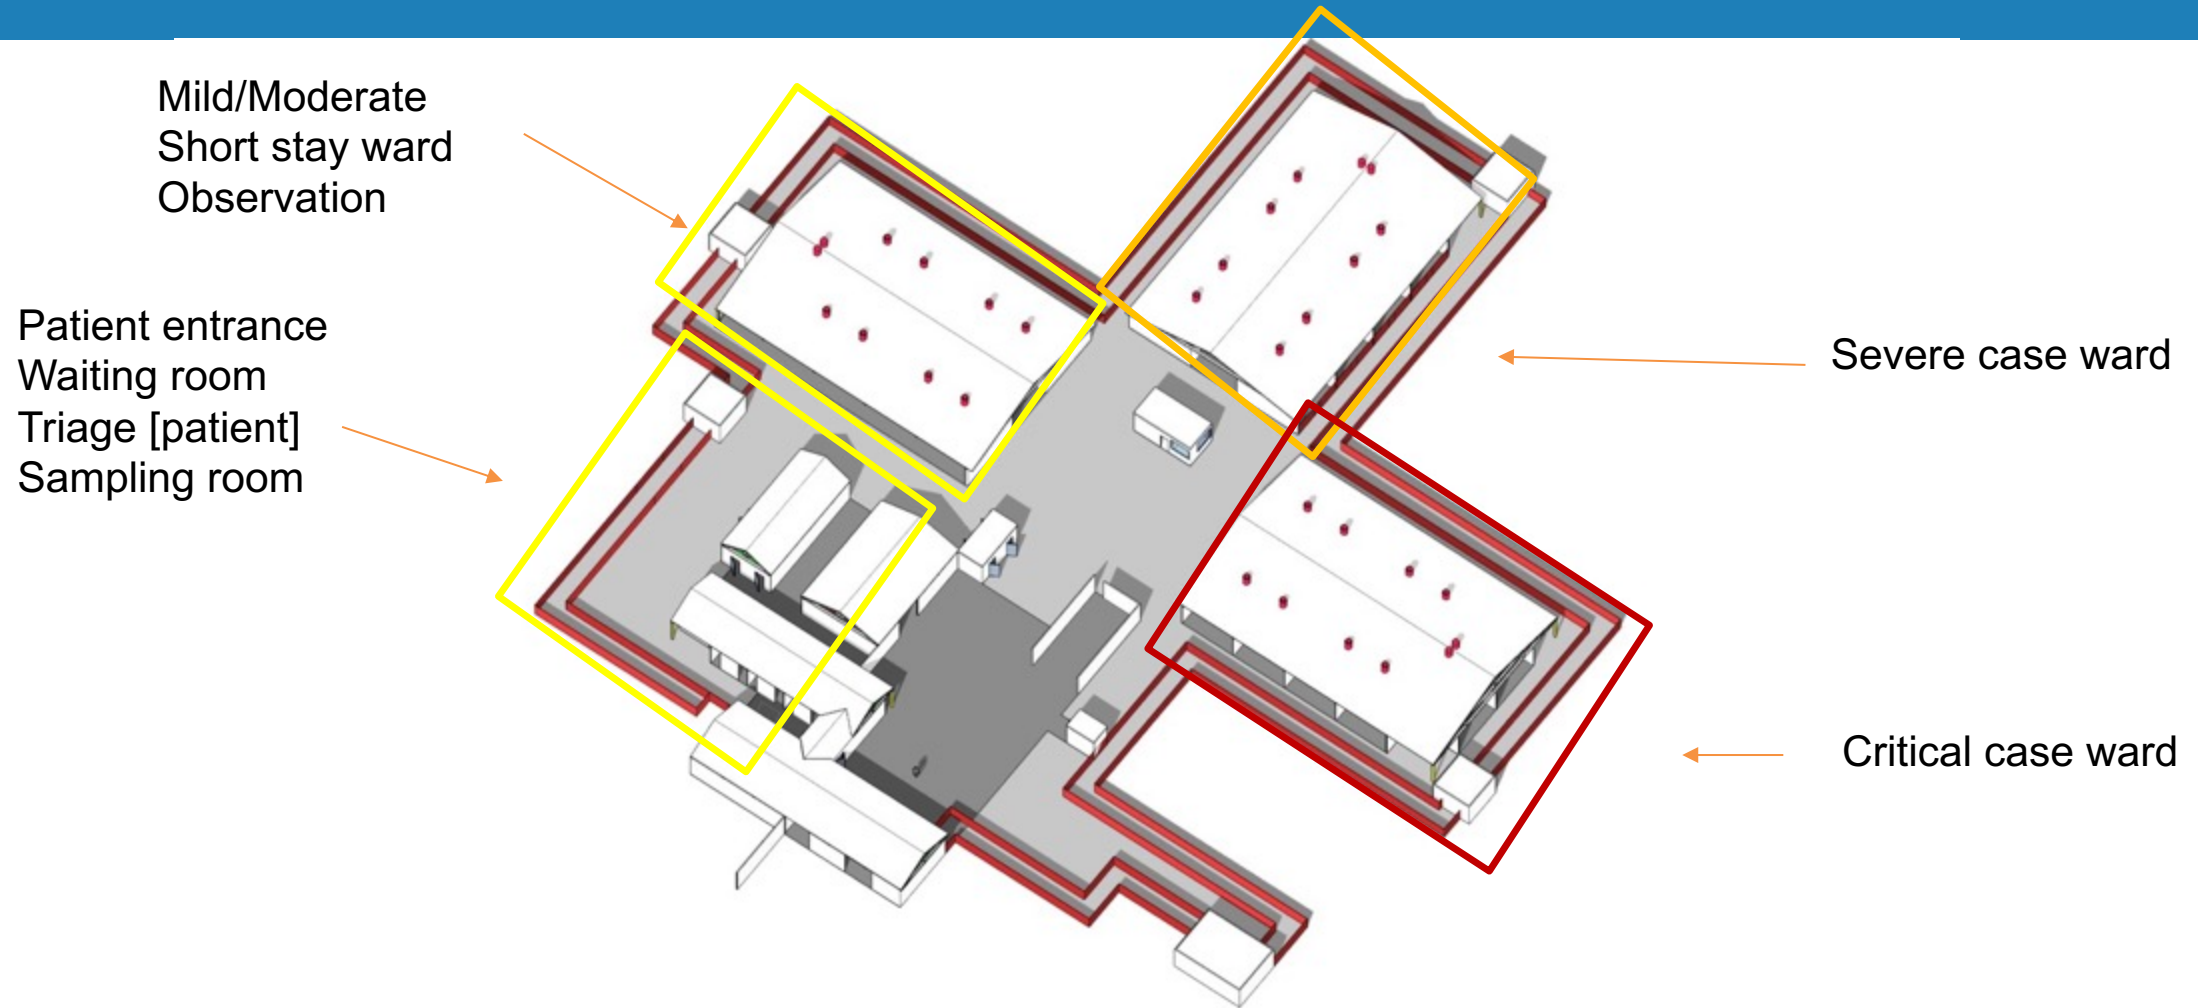 Mild/Moderate
Short stay ward
Observation
Patient entrance
Waiting room
Triage [patient]
Sampling room
Severe case ward
Critical case ward